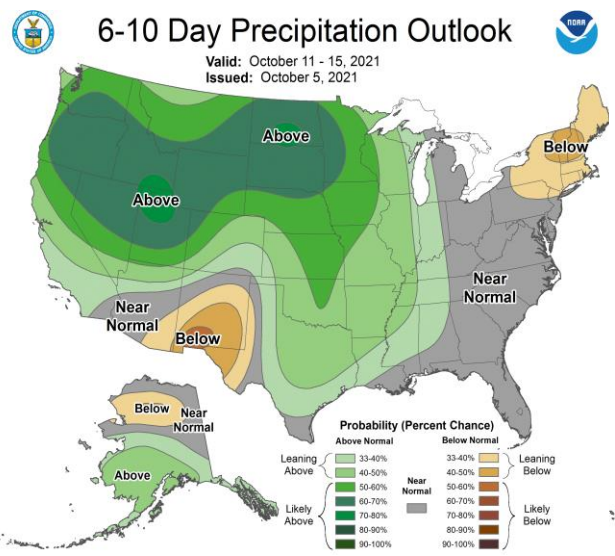 6-10 Day Precipitation Outlook
Valid: October 11 - 15, 2021
Issued: October 5, 2021
NOAA
Above
Above
Below
Near
Normal
Near
Normal
Below
Below
Near
Normal
Above
Probability (Percent Chance)
Above Normal
Below Normal
Leaning
Above
33-40%
40-50%
Likely
Above
50-60%
60-70%
70-80%
80-90%
90-100%
Near
Normal
33-40%
40-50%
Leaning
Below
50-60%
60-70%
70-80%
80-90%
90-100%
Likely
Below